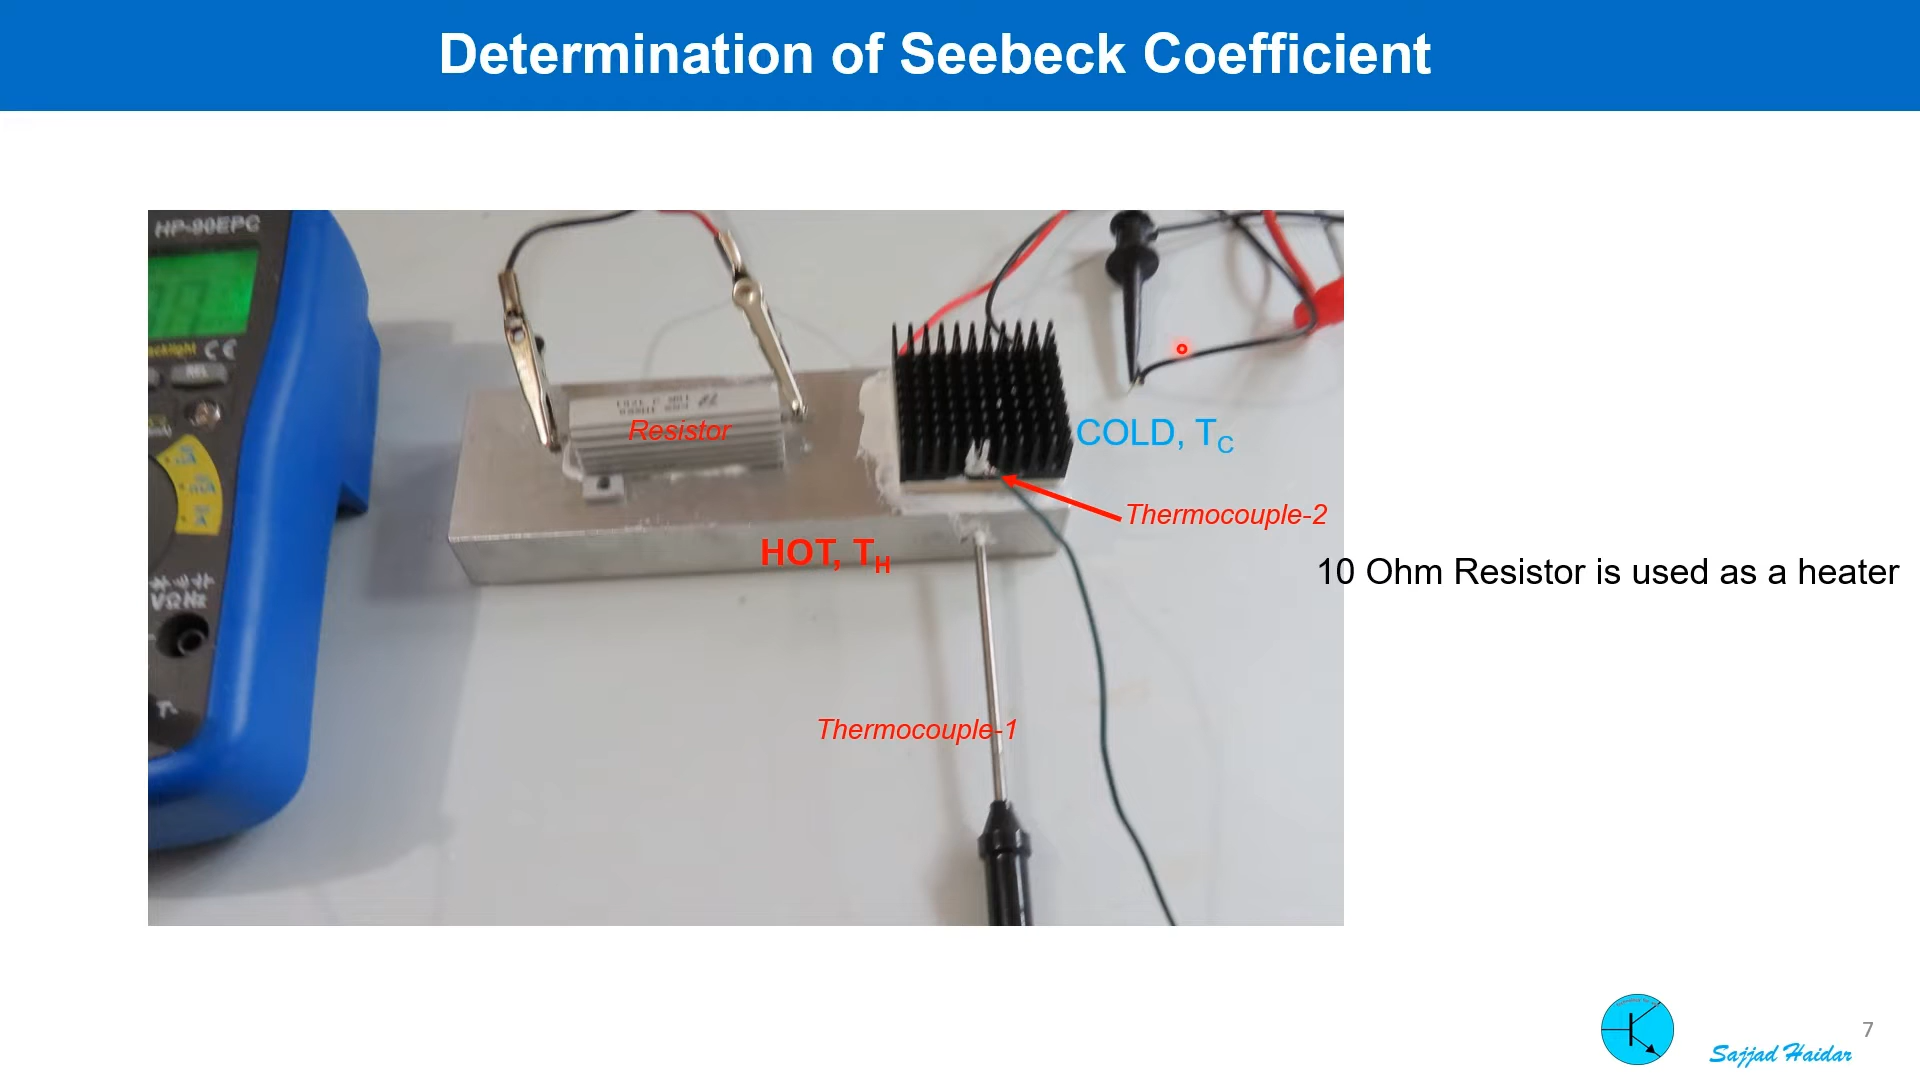 Determination of Seebeck Coefficient
HP-90EPC
Resistor
COLD, TC
Thermocouple-2
HOT, TH
10 Ohm Resistor is used as a heater
VΩHz
Thermocouple-1
7
Sajjad Haidar